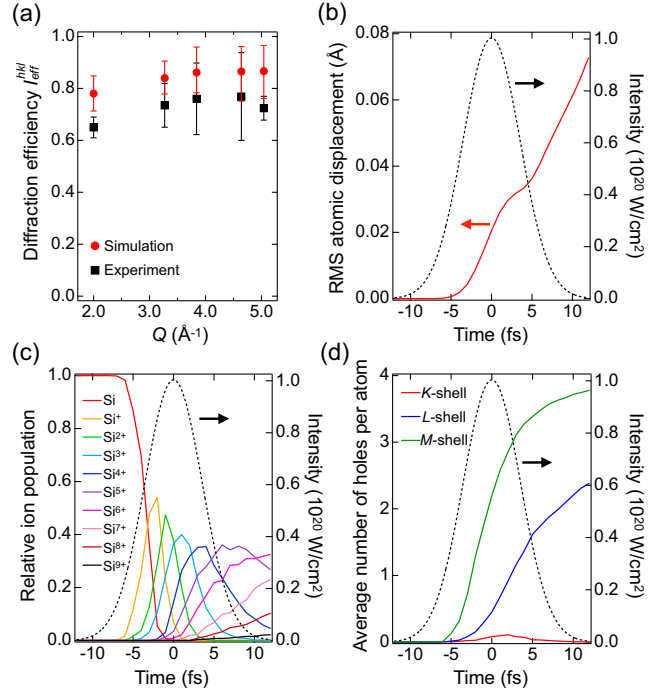 (a)
Diffraction efficiency I_eff^hkl
1.0
0.8
0.6
0.4
0.2
0.0
Simulation
Experiment
2.0 3.0 4.0 5.0
Q (Å-1)
(b)
RMS atomic displacement (Å)
0.08
0.06
0.04
0.02
0.00
-10 -5 0 5 10
Time (fs)
1.0
0.8
0.6
0.4
0.2
0.0
Intensity (10^20 W/cm²)
(c)
Relative ion population
1.0
0.8
0.6
0.4
0.2
0.0
Si
Si⁺
Si²⁺
Si³⁺
Si⁴⁺
Si⁵⁺
Si⁶⁺
Si⁷⁺
Si⁸⁺
Si⁹⁺
-10 -5 0 5 10
Time (fs)
1.0
0.8
0.6
0.4
0.2
0.0
Intensity (10^20 W/cm²)
(d)
Average number of holes per atom
4
3
2
1
0
K-shell
L-shell
M-shell
-10 -5 0 5 10
Time (fs)
1.0
0.8
0.6
0.4
0.2
0.0
Intensity (10^20 W/cm²)